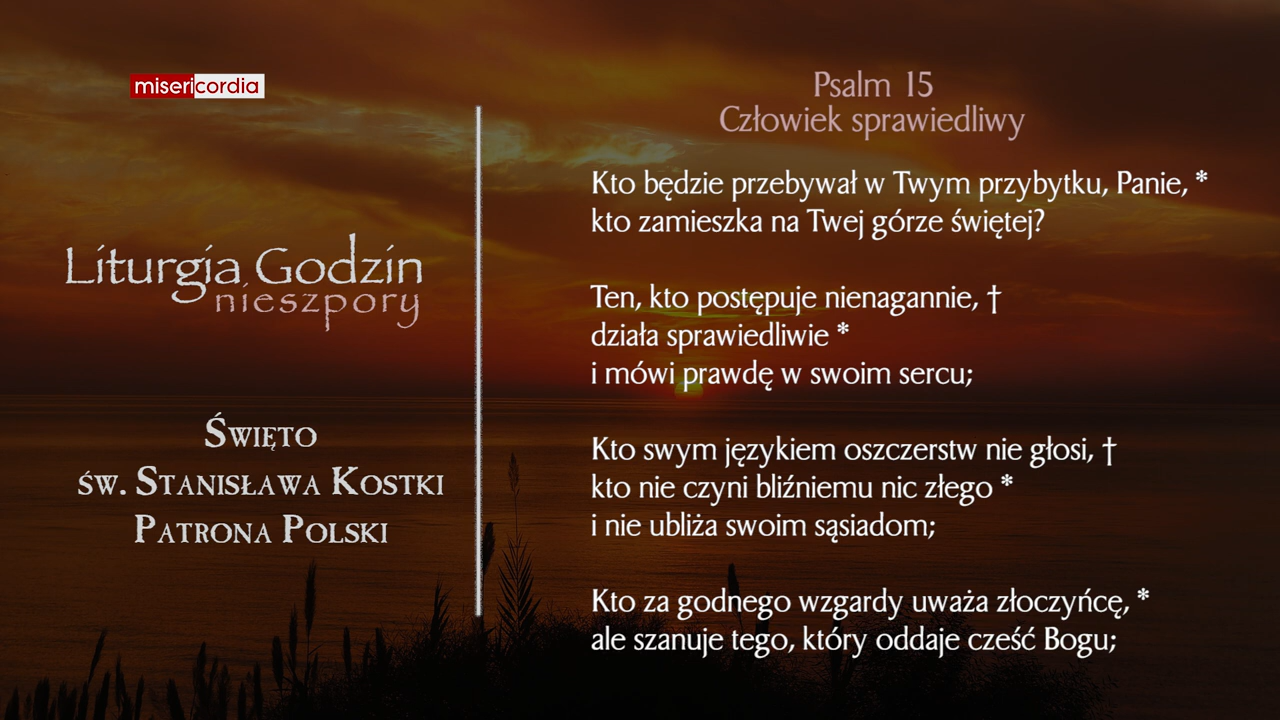 misericordia
Liturgia Godzin
nieszpory
Święto
św. Stanisława Kostki
Patrona Polski
Psalm 15
Człowiek sprawiedliwy
Kto będzie przebywał w Twym przybytku, Panie, *
kto zamieszka na Twej górze świętej?
Ten, kto postępuje nienagannie, †
działa sprawiedliwie *
i mówi prawdę w swoim sercu;
Kto swym językiem oszczerstw nie głosi, †
kto nie czyni bliźniemu nic złego *
i nie ubliża swoim sąsiadom;
Kto za godnego wzgardy uważa złoczyńcę, *
ale szanuje tego, który oddaje cześć Bogu;